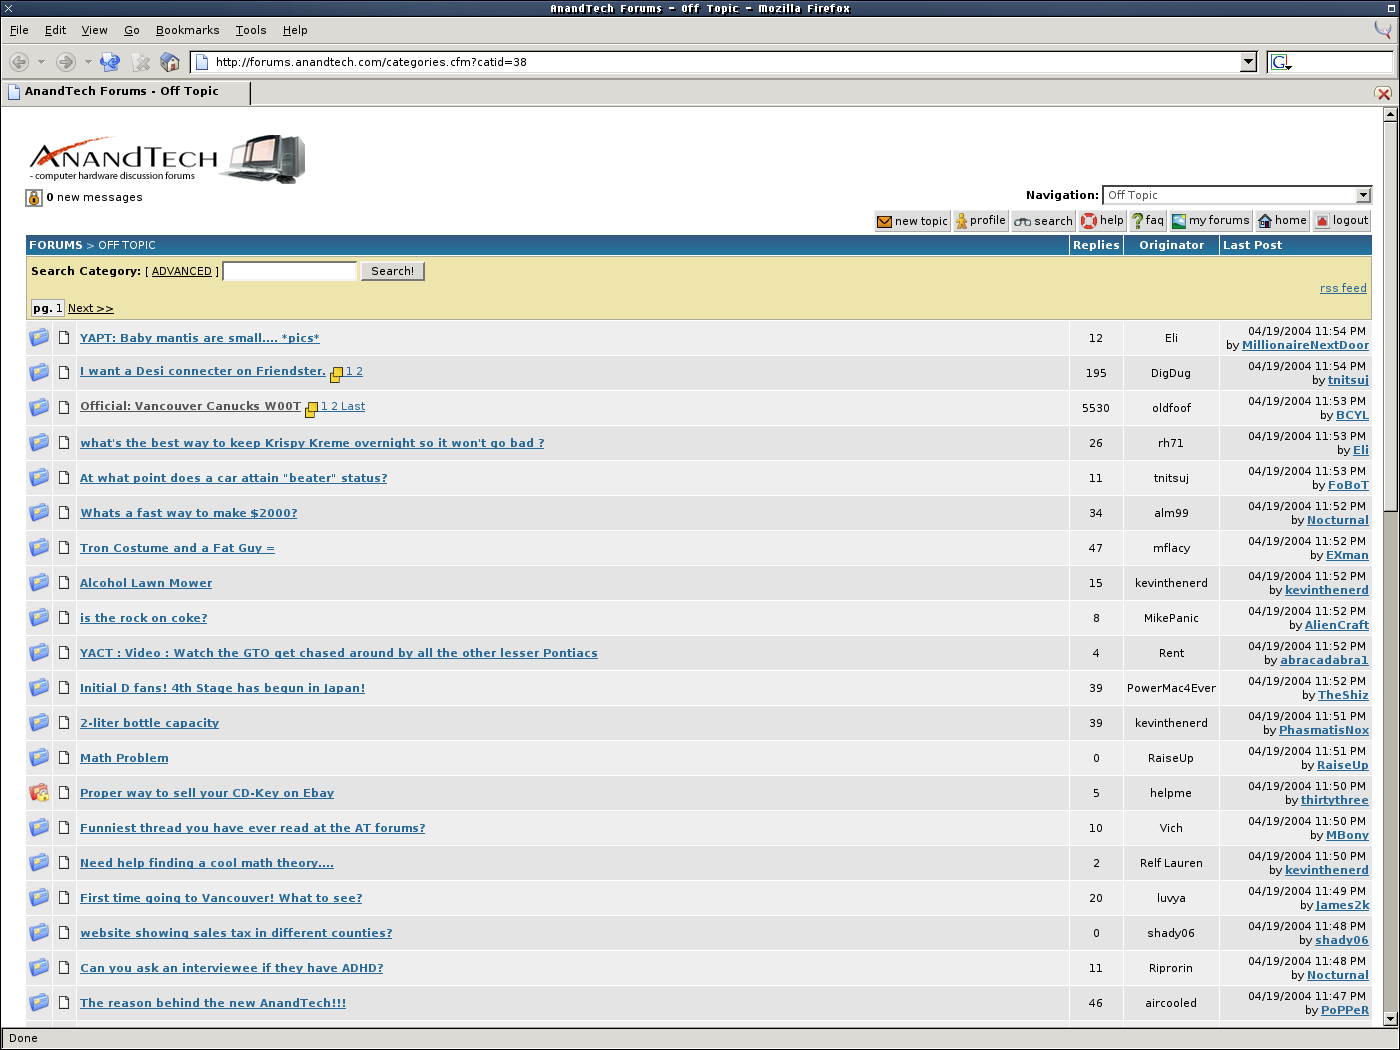 AnandTech Forums - Off Topic - Mozilla Firefox
File Edit View Go Bookmarks Tools Help
http://forums.anandtech.com/categories.cfm?catid=38
G
AnandTech Forums - Off Topic
ANANDTECH
- computer hardware discussion forums
0 new messages
Navigation: Off Topic
new topic profile search help faq my forums home logout
FORUMS > OFF TOPIC Replies Originator Last Post
Search Category: [ ADVANCED ] Search!
rss feed
pg. 1 Next >>
YAPT: Baby mantis are small.... *pics* 12 Eli 04/19/2004 11:54 PM
by MillionaireNextDoor
I want a Desi connecter on Friendster. 1 2 195 DigDug 04/19/2004 11:54 PM
by tnitsuj
Official: Vancouver Canucks W00T 1 2 Last 5530 oldfoof 04/19/2004 11:53 PM
by BCYL
what's the best way to keep Krispy Kreme overnight so it won't go bad ? 26 rh71 04/19/2004 11:53 PM
by Eli
At what point does a car attain "beater" status? 11 tnitsuj 04/19/2004 11:53 PM
by FoBoT
Whats a fast way to make $2000? 34 alm99 04/19/2004 11:52 PM
by Nocturnal
Tron Costume and a Fat Guy = 47 mflacy 04/19/2004 11:52 PM
by EXman
Alcohol Lawn Mower 15 kevinthenerd 04/19/2004 11:52 PM
by kevinthenerd
is the rock on coke? 8 MikePanic 04/19/2004 11:52 PM
by AlienCraft
YACT : Video : Watch the GTO get chased around by all the other lesser Pontiacs 4 Rent 04/19/2004 11:52 PM
by abracadabra1
Initial D fans! 4th Stage has begun in Japan! 39 PowerMac4Ever 04/19/2004 11:52 PM
by TheShiz
2-liter bottle capacity 39 kevinthenerd 04/19/2004 11:51 PM
by PhasmatisNox
Math Problem 0 RaiseUp 04/19/2004 11:51 PM
by RaiseUp
Proper way to sell your CD-Key on Ebay 5 helpme 04/19/2004 11:50 PM
by thirtythree
Funniest thread you have ever read at the AT forums? 10 Vich 04/19/2004 11:50 PM
by MBony
Need help finding a cool math theory.... 2 Relf Lauren 04/19/2004 11:50 PM
by kevinthenerd
First time going to Vancouver! What to see? 20 luvya 04/19/2004 11:49 PM
by James2k
website showing sales tax in different counties? 0 shady06 04/19/2004 11:48 PM
by shady06
Can you ask an interviewee if they have ADHD? 11 Riprorin 04/19/2004 11:48 PM
by Nocturnal
The reason behind the new AnandTech!!! 46 aircooled 04/19/2004 11:47 PM
by PoPPeR
Done